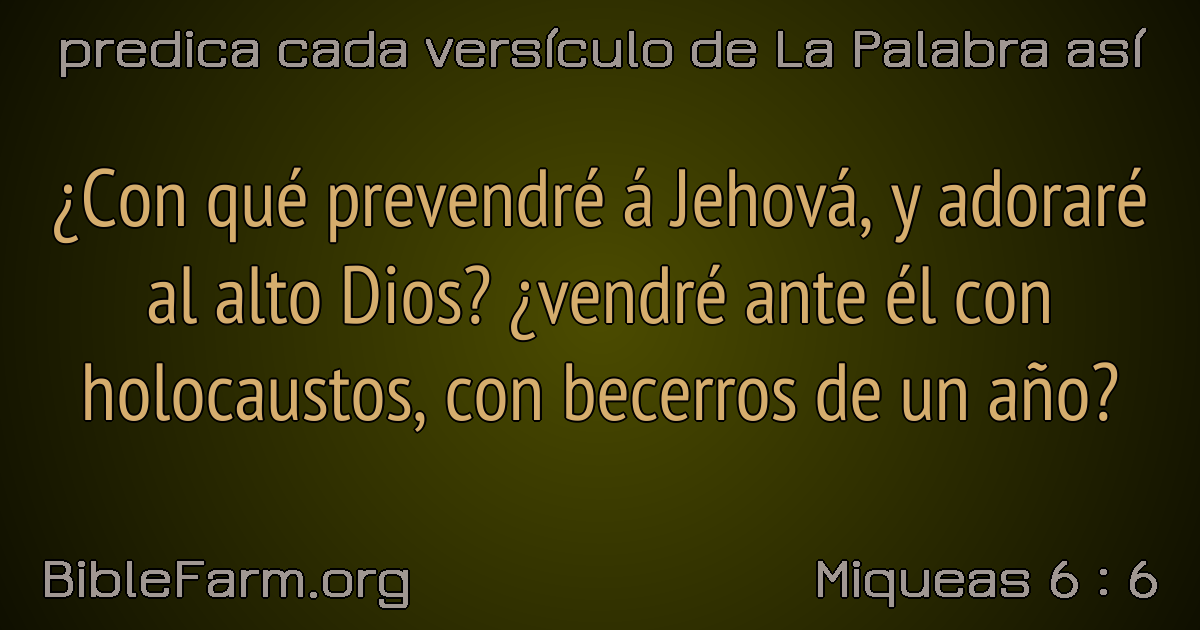 predica cada versículo de La Palabra así
¿Con qué prevendré á Jehová, y adoraré
al alto Dios? ¿vendré ante él con
holocaustos, con becerros de un año?
BibleFarm.org
Miqueas 6 : 6